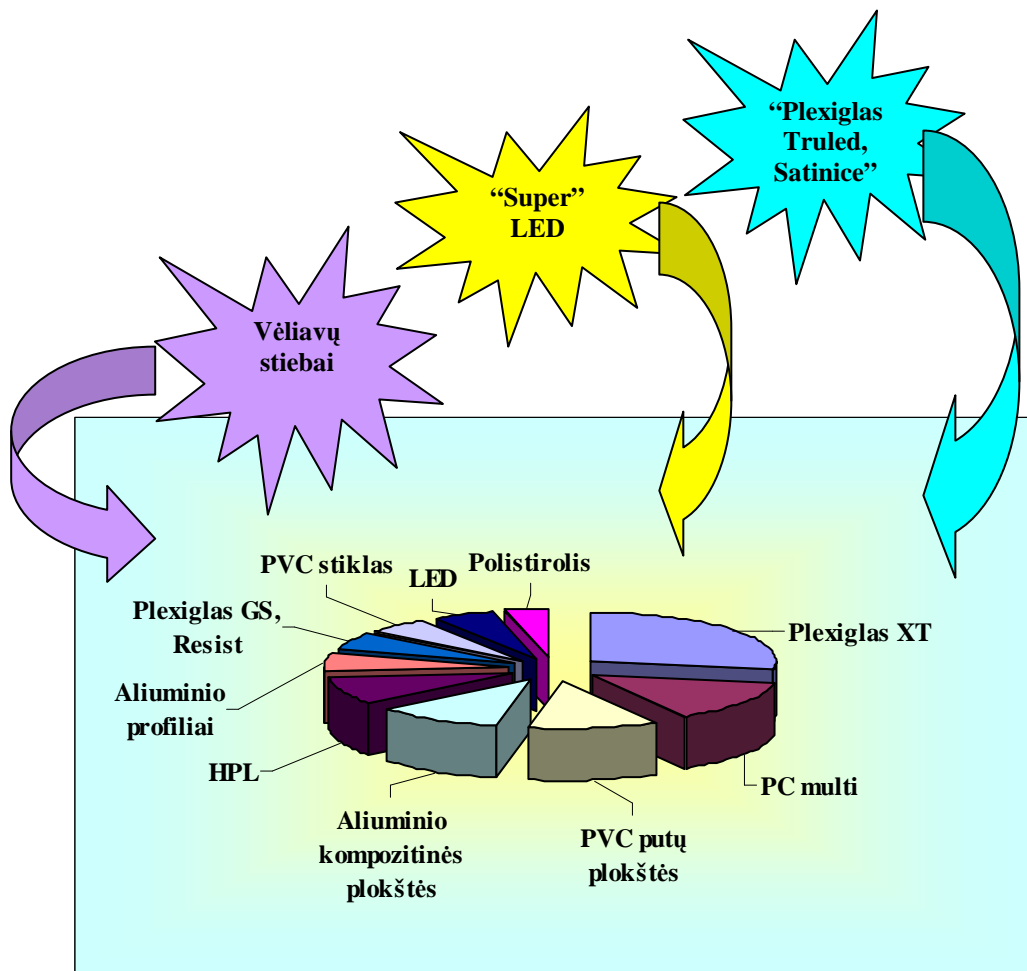 “Plexiglas
Truled,
Satinice”
“Super”
LED
Vėliavų
stiebai
PVC stiklas
LED
Polistirolis
Plexiglas GS,
Resist
Plexiglas XT
Aliuminio
profiliai
HPL
PC multi
Aliuminio
kompozitinės
plokštės
PVC putų
plokštės